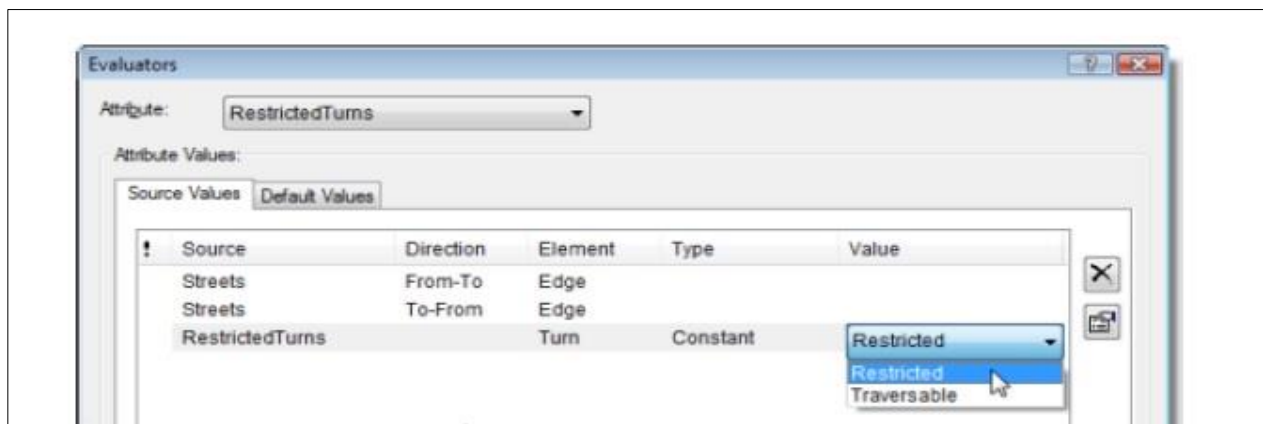 Evaluators
Attribute: RestrictedTurns
Attribute Values:
Source Values Default Values
! Source Direction Element Type Value
Streets From-To Edge
Streets To-From Edge
RestrictedTurns Turn Constant Restricted
Restricted
Traversable